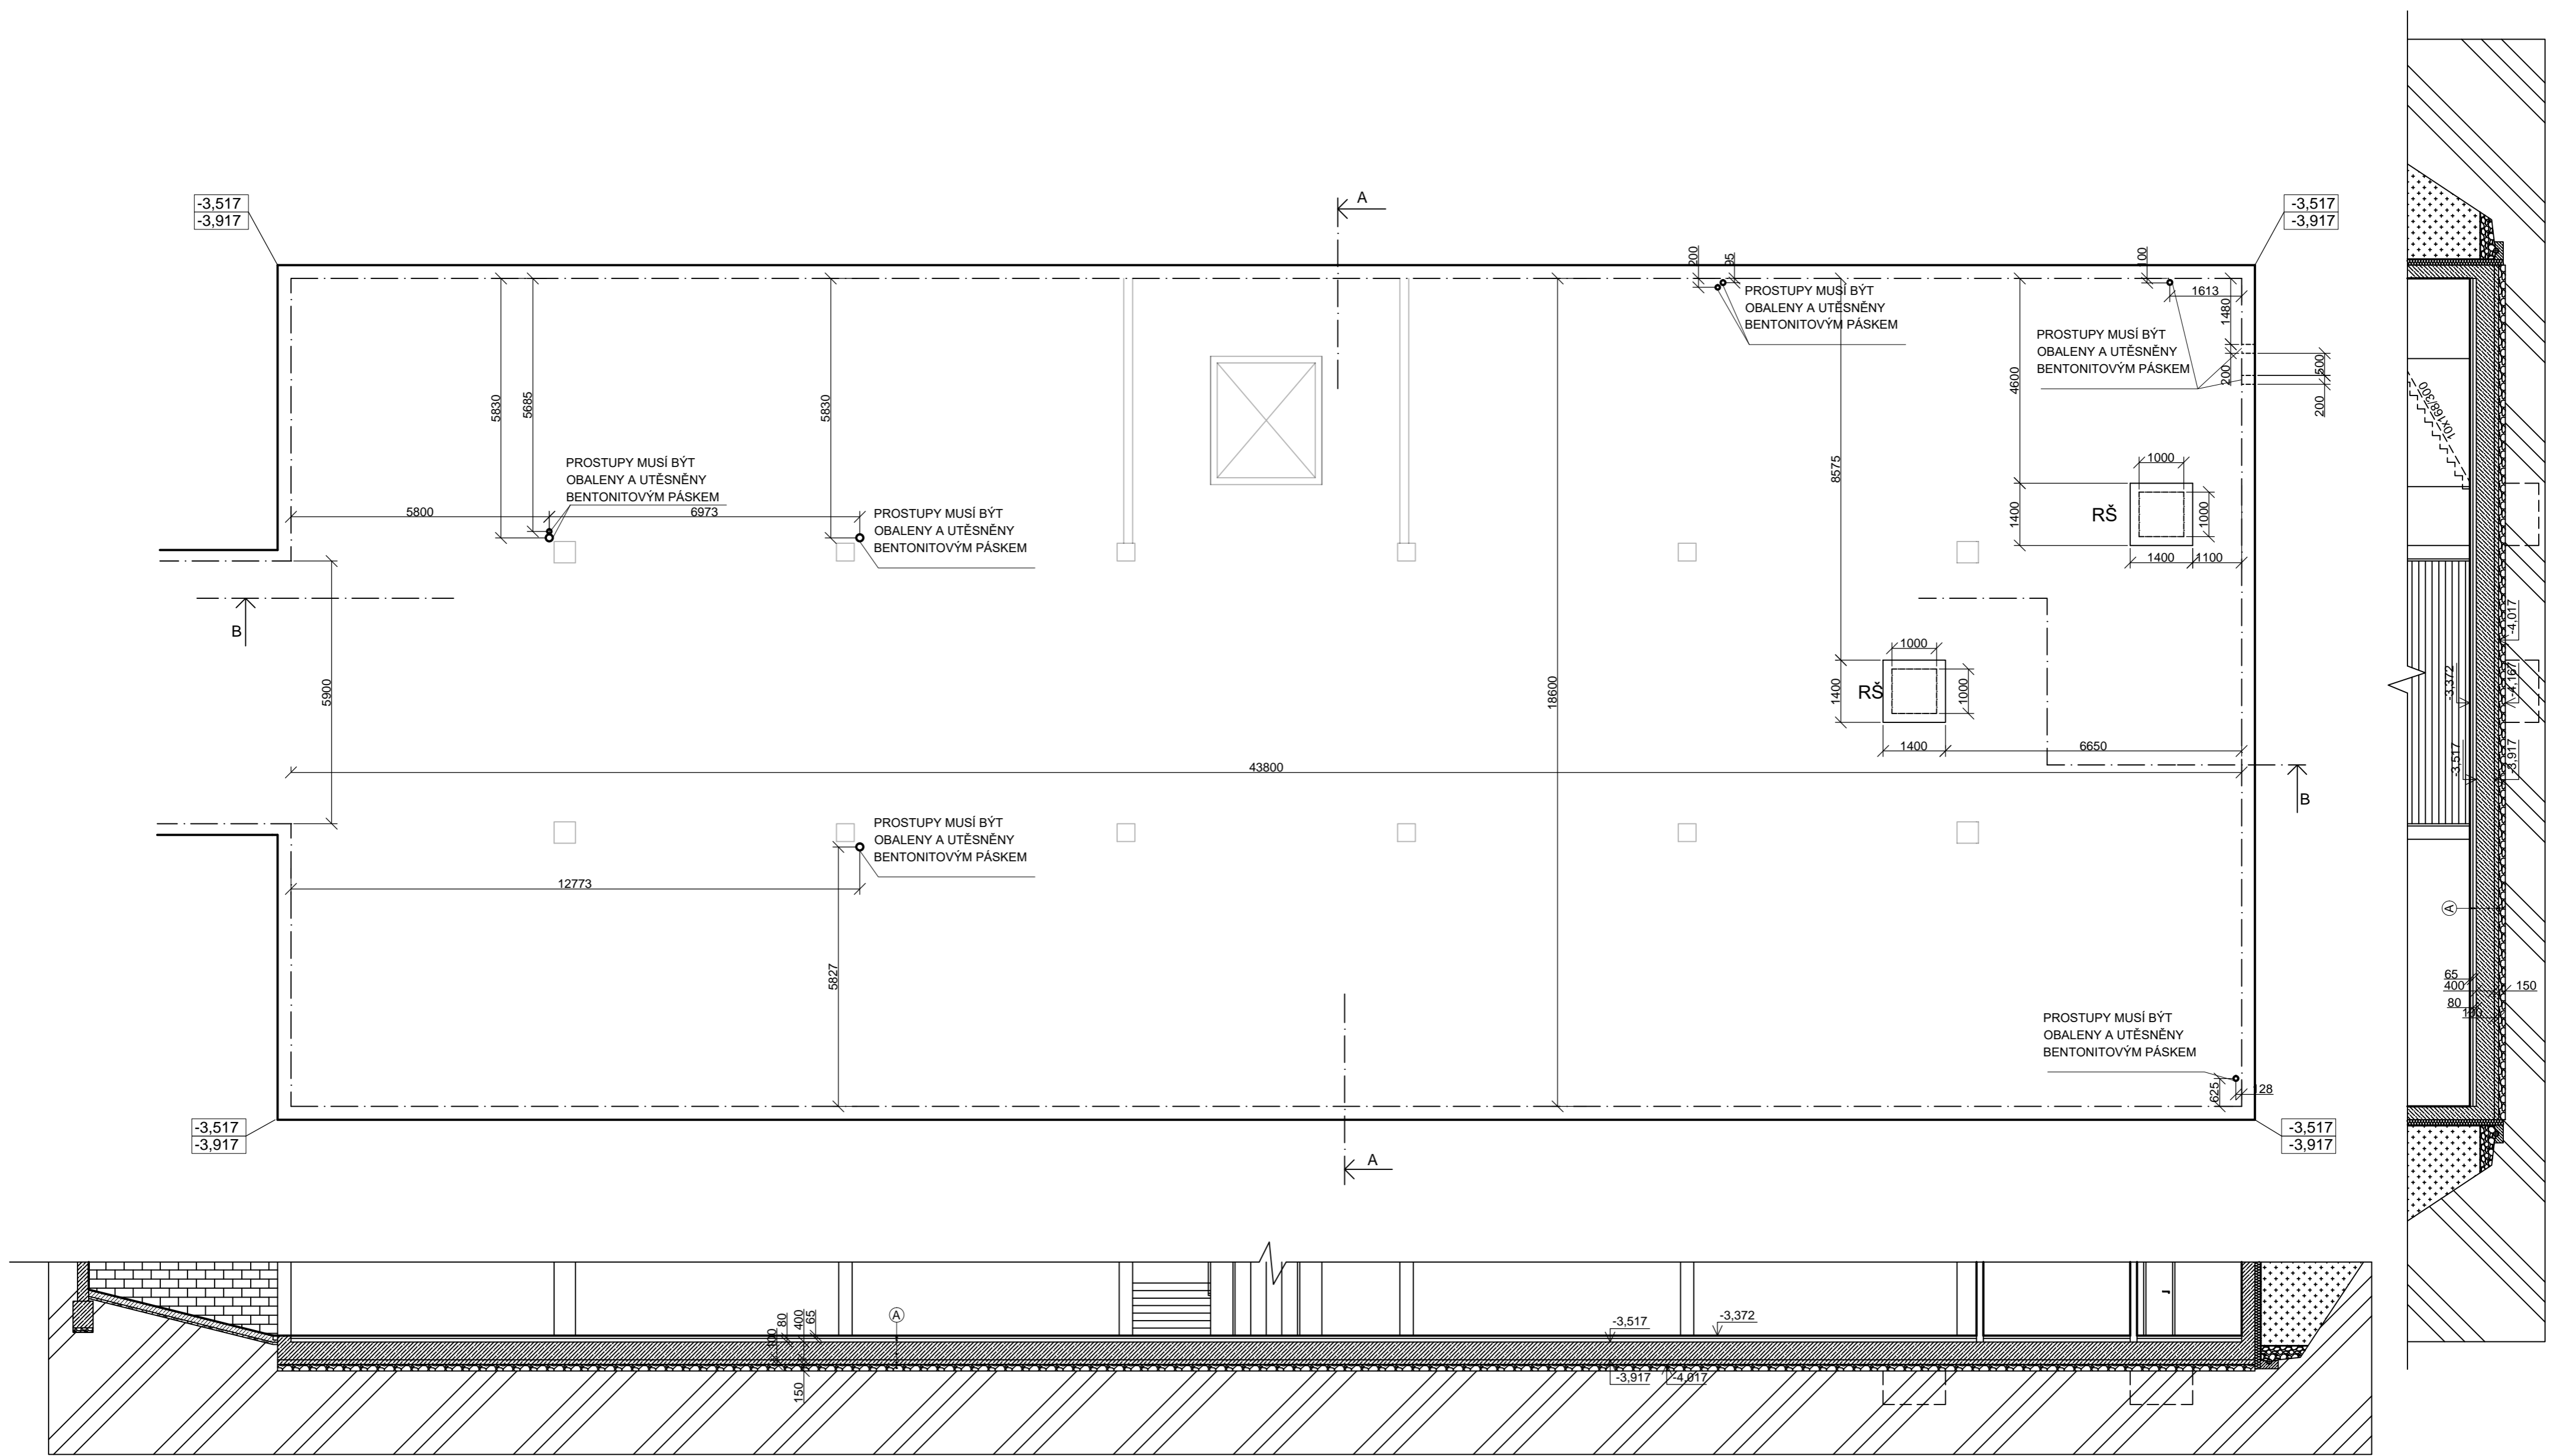 -3,517
-3,917
A
-3,517
-3,917
200
95
100
1613
1480
PROSTUPY MUSÍ BÝT
OBALENY A UTĚSNĚNY
BENTONITOVÝM PÁSKEM
PROSTUPY MUSÍ BÝT
OBALENY A UTĚSNĚNY
BENTONITOVÝM PÁSKEM
200
500
200
5830
5685
5830
4600
8575
10x168/300
PROSTUPY MUSÍ BÝT
OBALENY A UTĚSNĚNY
BENTONITOVÝM PÁSKEM
5800
6973
PROSTUPY MUSÍ BÝT
OBALENY A UTĚSNĚNY
BENTONITOVÝM PÁSKEM
1000
1400
RŠ
1000
1400
1100
B
5900
18600
1000
1400
RŠ
1000
1400
6650
43800
B
-4,017
-3,372
-4,167
-3,517
-3,917
PROSTUPY MUSÍ BÝT
OBALENY A UTĚSNĚNY
BENTONITOVÝM PÁSKEM
12773
5827
A
65
400
150
80
100
PROSTUPY MUSÍ BÝT
OBALENY A UTĚSNĚNY
BENTONITOVÝM PÁSKEM
625
128
-3,517
-3,917
A
-3,517
-3,917
100
80
400
65
A
150
-3,517
-3,372
-3,917
-4,017